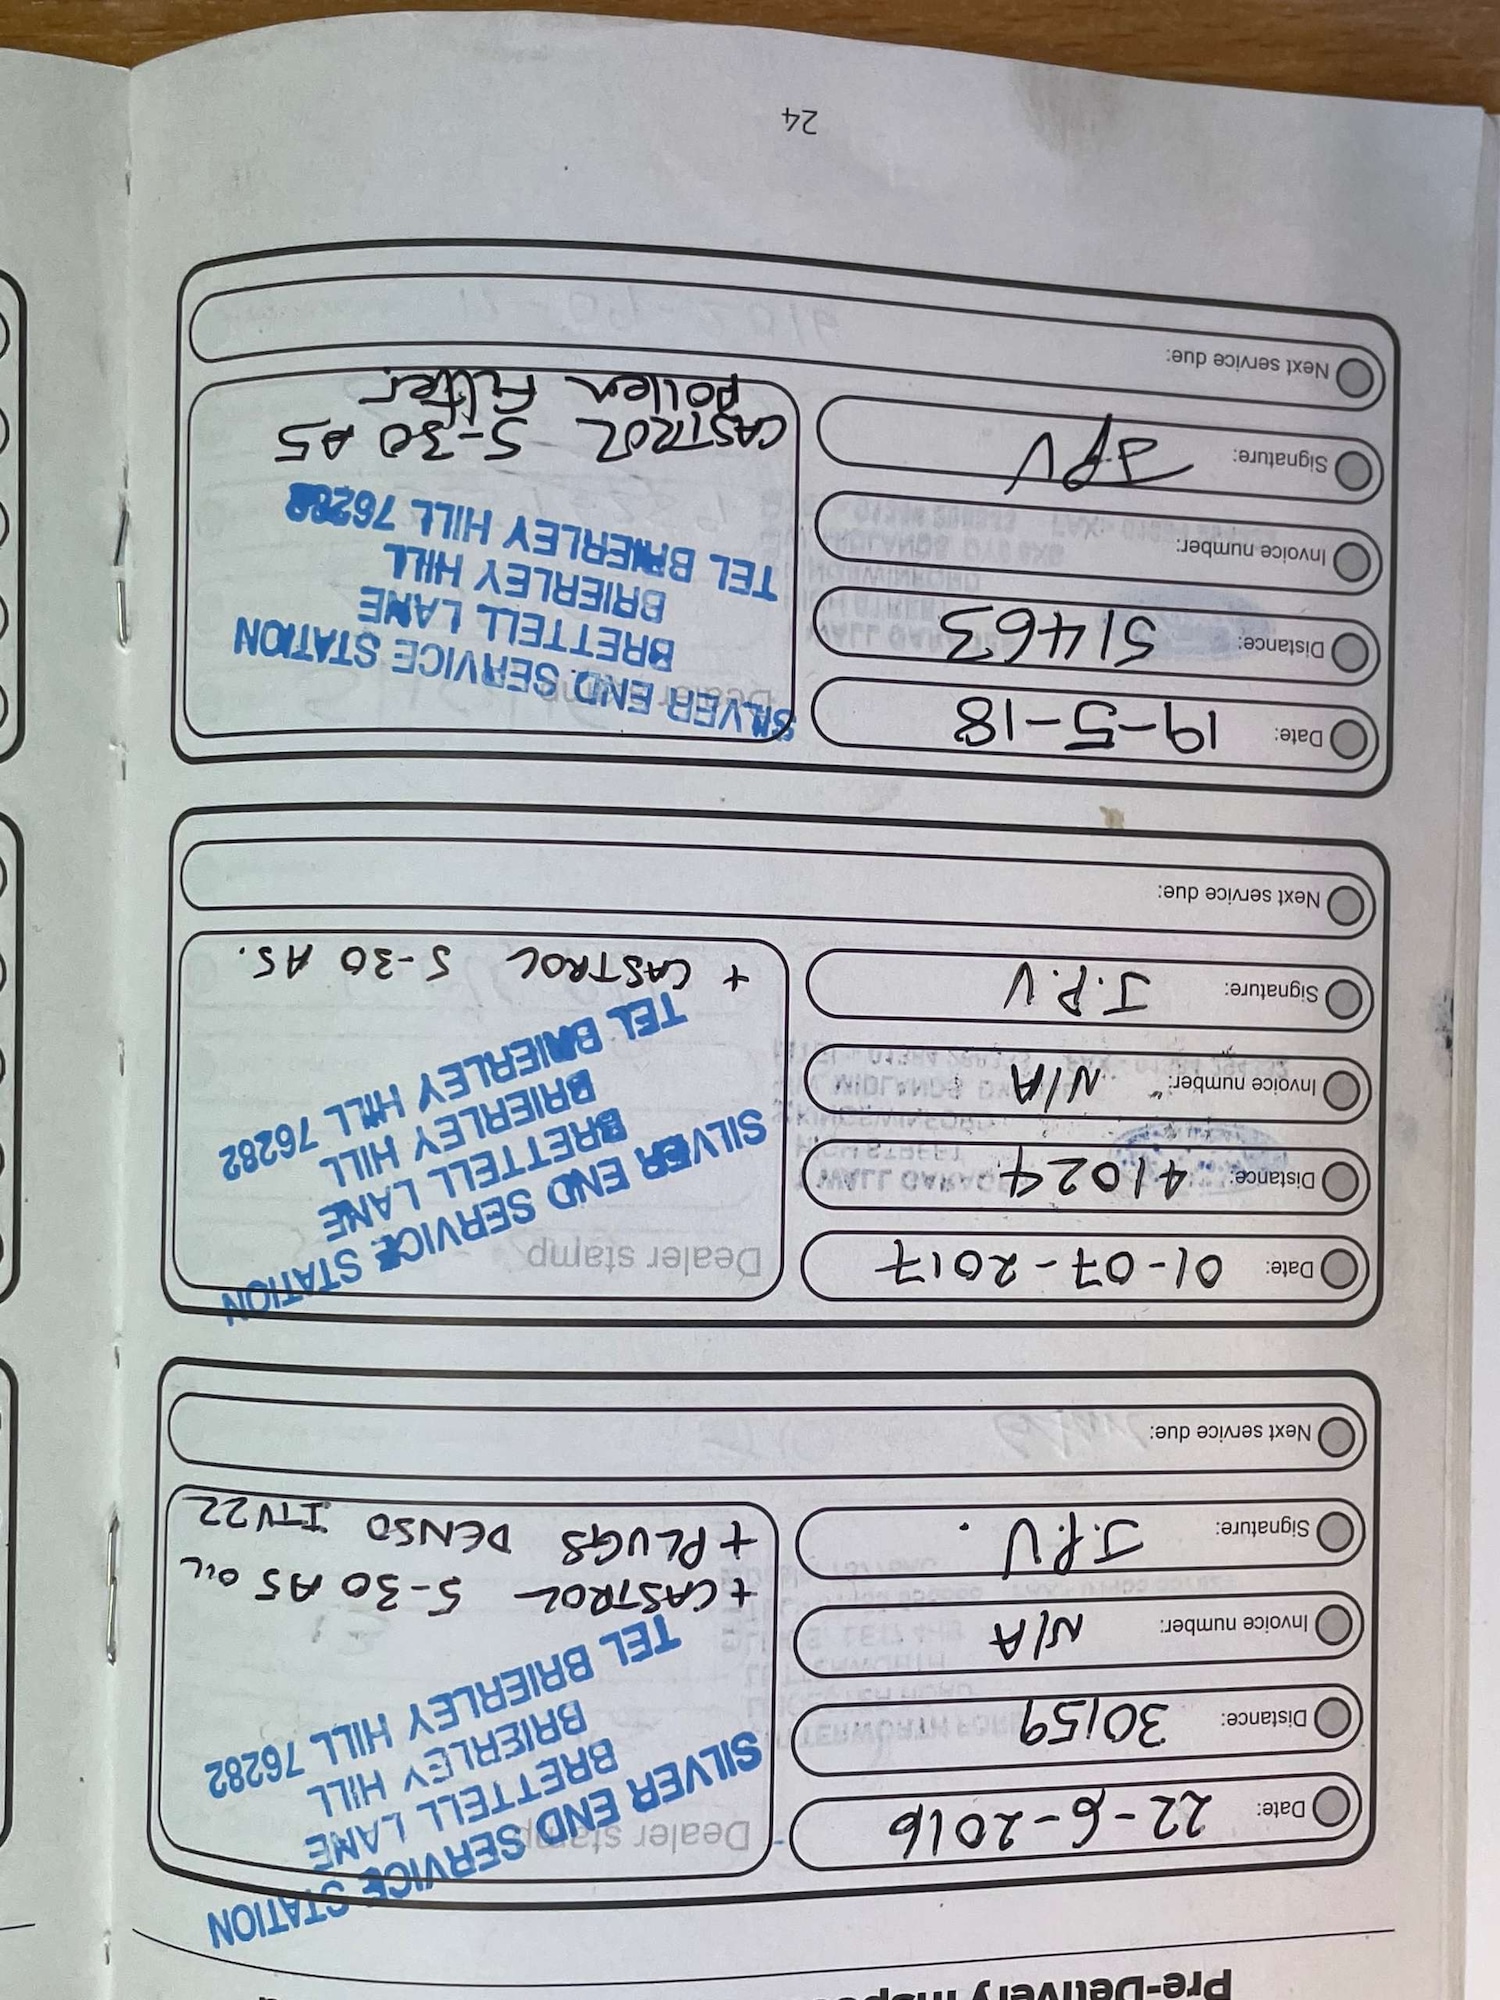 Pre-Delivery
Date: 22-6-2016
Distance: 30159
Invoice number: N/A
Signature: J.P.V.
Next service due:
Dealer stamp
SILVER END SERVICE STATION
BRETTELL LANE
BRIERLEY HILL
TEL BRIERLEY HILL 76282
+ CASTROL 5-30 A5 OIL
+ PLUGS DENSO ITV22
Date: 01-07-2017
Distance: 41024
Invoice number: N/A
Signature: J.P.V
Next service due:
Dealer stamp
SILVER END SERVICE STATION
BRETTELL LANE
BRIERLEY HILL
TEL BRIERLEY HILL 76282
+ CASTROL 5-30 A5.
Date: 19-5-18
Distance: 51463
Invoice number:
Signature: JPV
Next service due:
Dealer stamp
SILVER END SERVICE STATION
BRETTELL LANE
BRIERLEY HILL
TEL BRIERLEY HILL 76282
CASTROL 5-30 A5
Pollen Filter
24